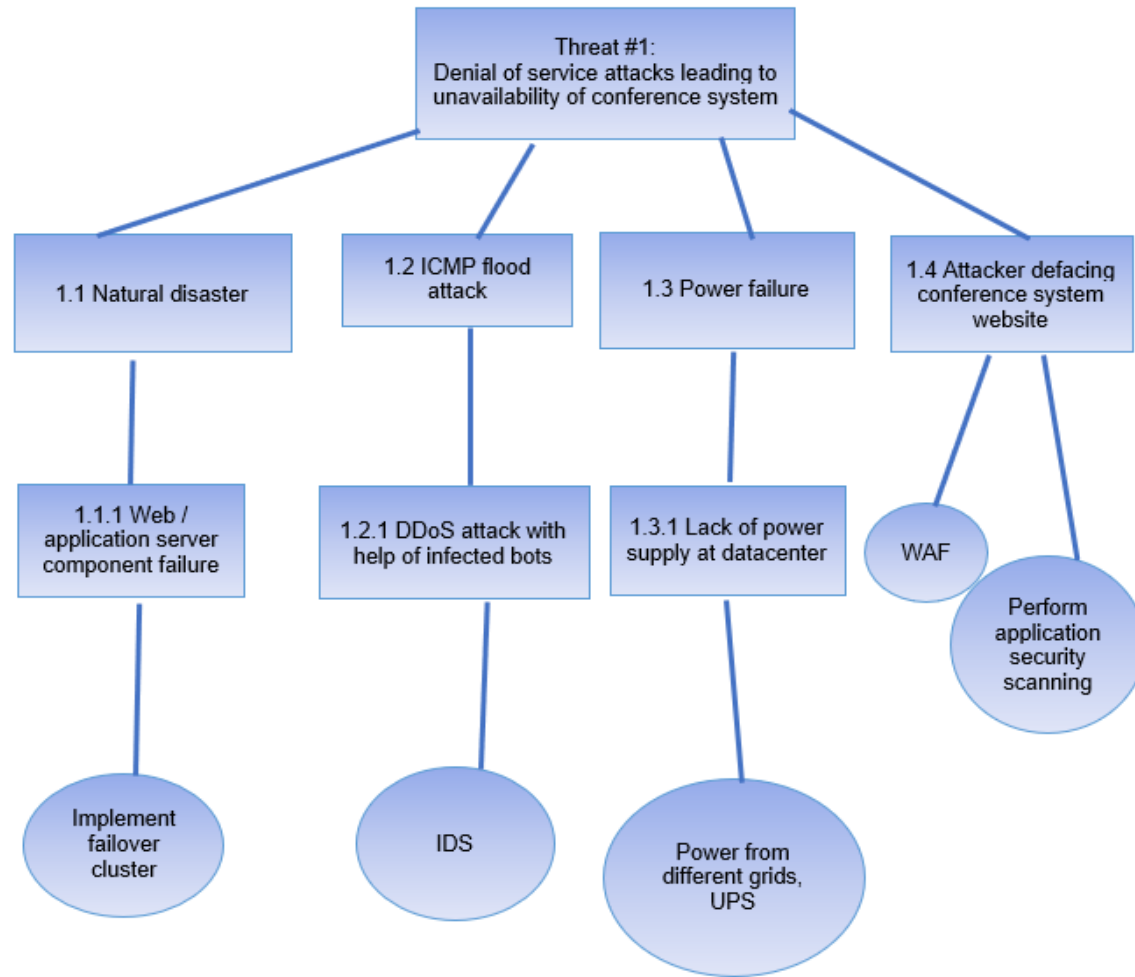 Threat #1:
Denial of service attacks leading to
unavailability of conference system
1.1 Natural disaster
1.2 ICMP flood
attack
1.3 Power failure
1.4 Attacker defacing
conference system
website
1.1.1 Web /
application server
component failure
1.2.1 DDoS attack with
help of infected bots
1.3.1 Lack of power
supply at datacenter
WAF
Perform
application
security
scanning
Implement
failover
cluster
IDS
Power from
different grids,
UPS